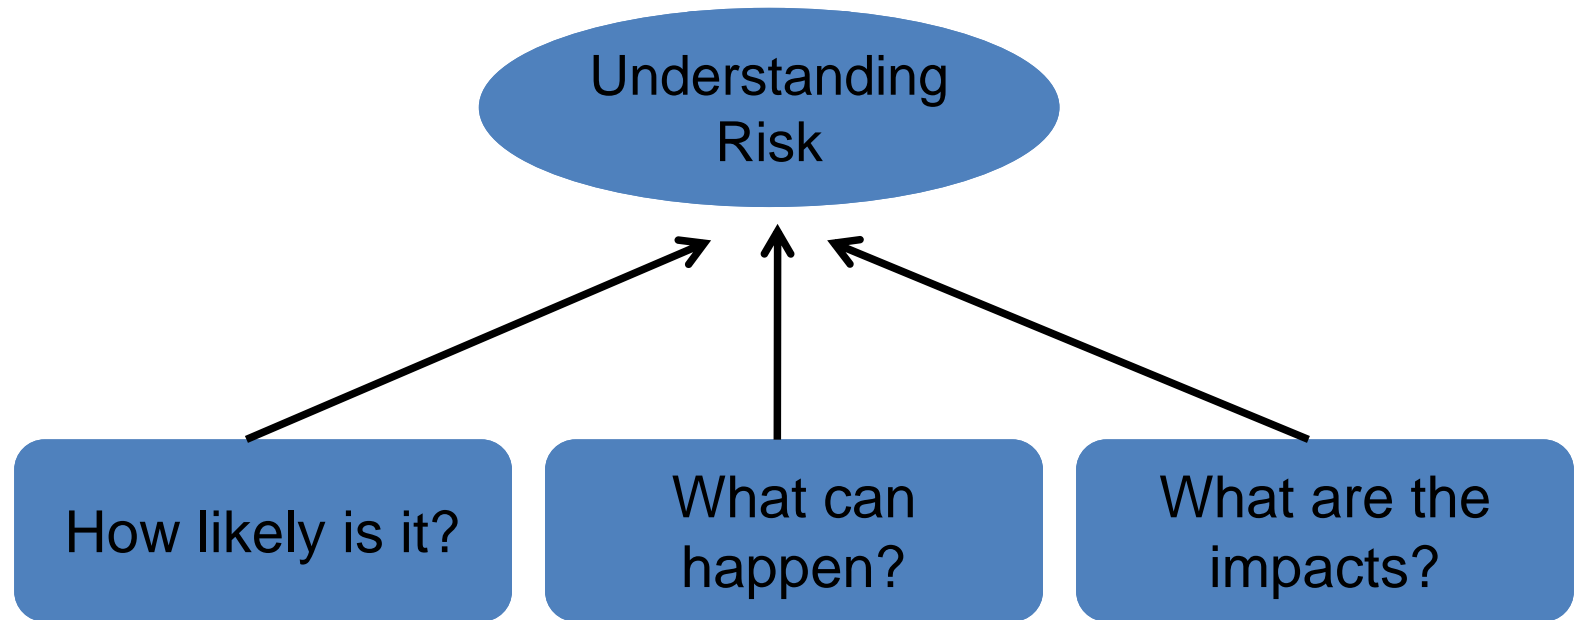 Understanding
Risk
How likely is it?
What can
happen?
What are the
impacts?